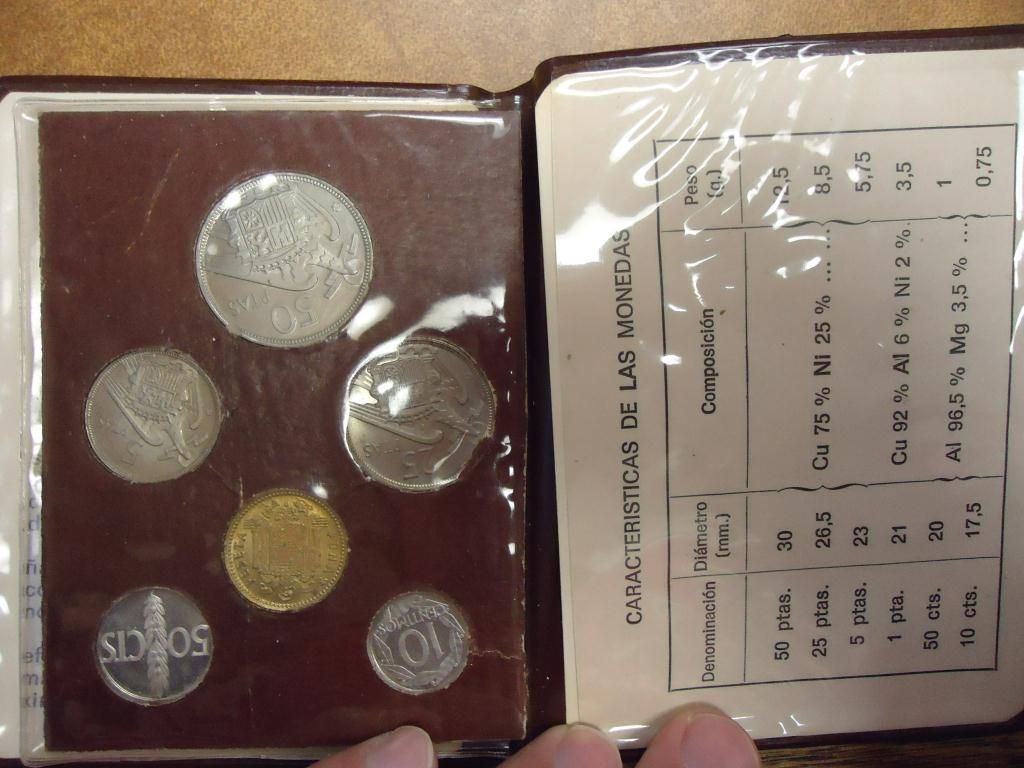 50
PTAS
50 CTS
10
CENTIMOS
CARACTERISTICAS DE LAS MONEDAS
Denominación Diámetro (mm.) Composición Peso (g.)
50 ptas. 30 12,5
25 ptas. 26,5 Cu 75 % Ni 25 % ... 8,5
5 ptas. 23 5,75
1 pta. 21 Cu 92 % Al 6 % Ni 2 %. 3,5
50 cts. 20 Al 96,5 % Mg 3,5 % ... 1
10 cts. 17,5 0,75